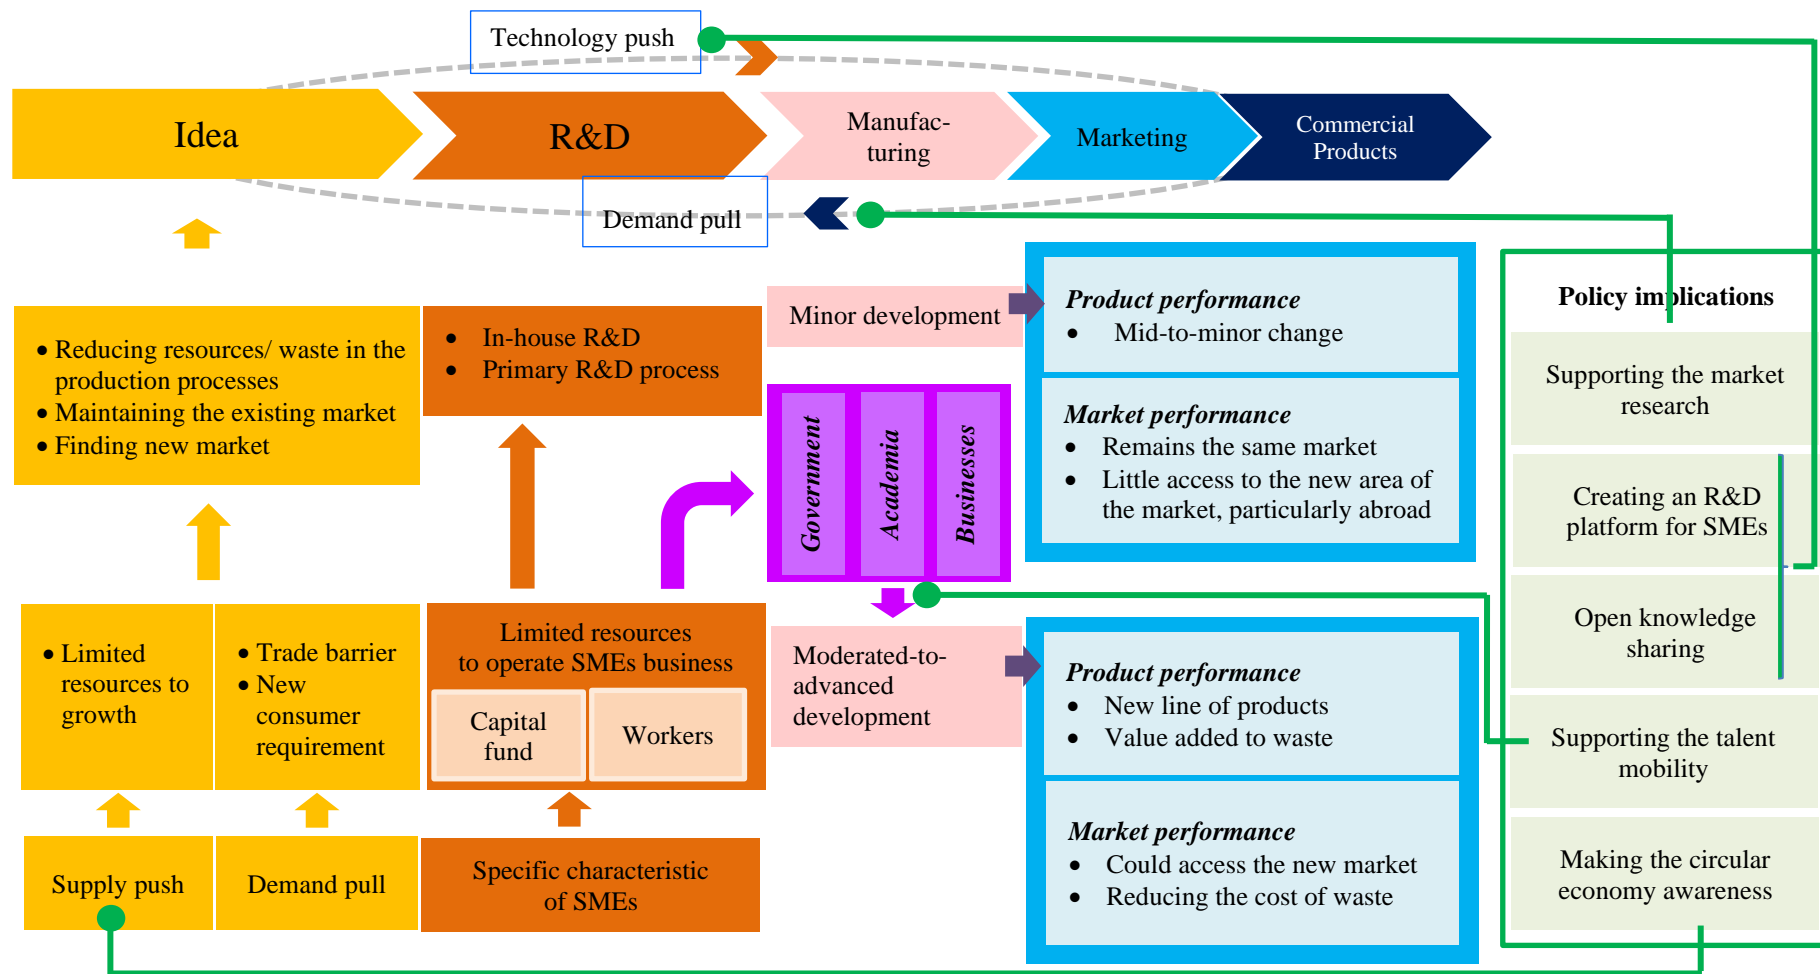 Technology push
Idea
R&D
Manufac-
turing
Marketing
Commercial
Products
Demand pull
• Reducing resources/ waste in the
production processes
• Maintaining the existing market
• Finding new market
• In-house R&D
• Primary R&D process
Minor development
Government
Academia
Businesses
Product performance
• Mid-to-minor change
Market performance
• Remains the same market
• Little access to the new area of
the market, particularly abroad
• Limited
resources to
growth
• Trade barrier
• New
consumer
requirement
Limited resources
to operate SMEs business
Capital
fund
Workers
Moderated-to-
advanced
development
Product performance
• New line of products
• Value added to waste
Market performance
• Could access the new market
• Reducing the cost of waste
Supply push
Demand pull
Specific characteristic
of SMEs
Policy implications
Supporting the market
research
Creating an R&D
platform for SMEs
Open knowledge
sharing
Supporting the talent
mobility
Making the circular
economy awareness